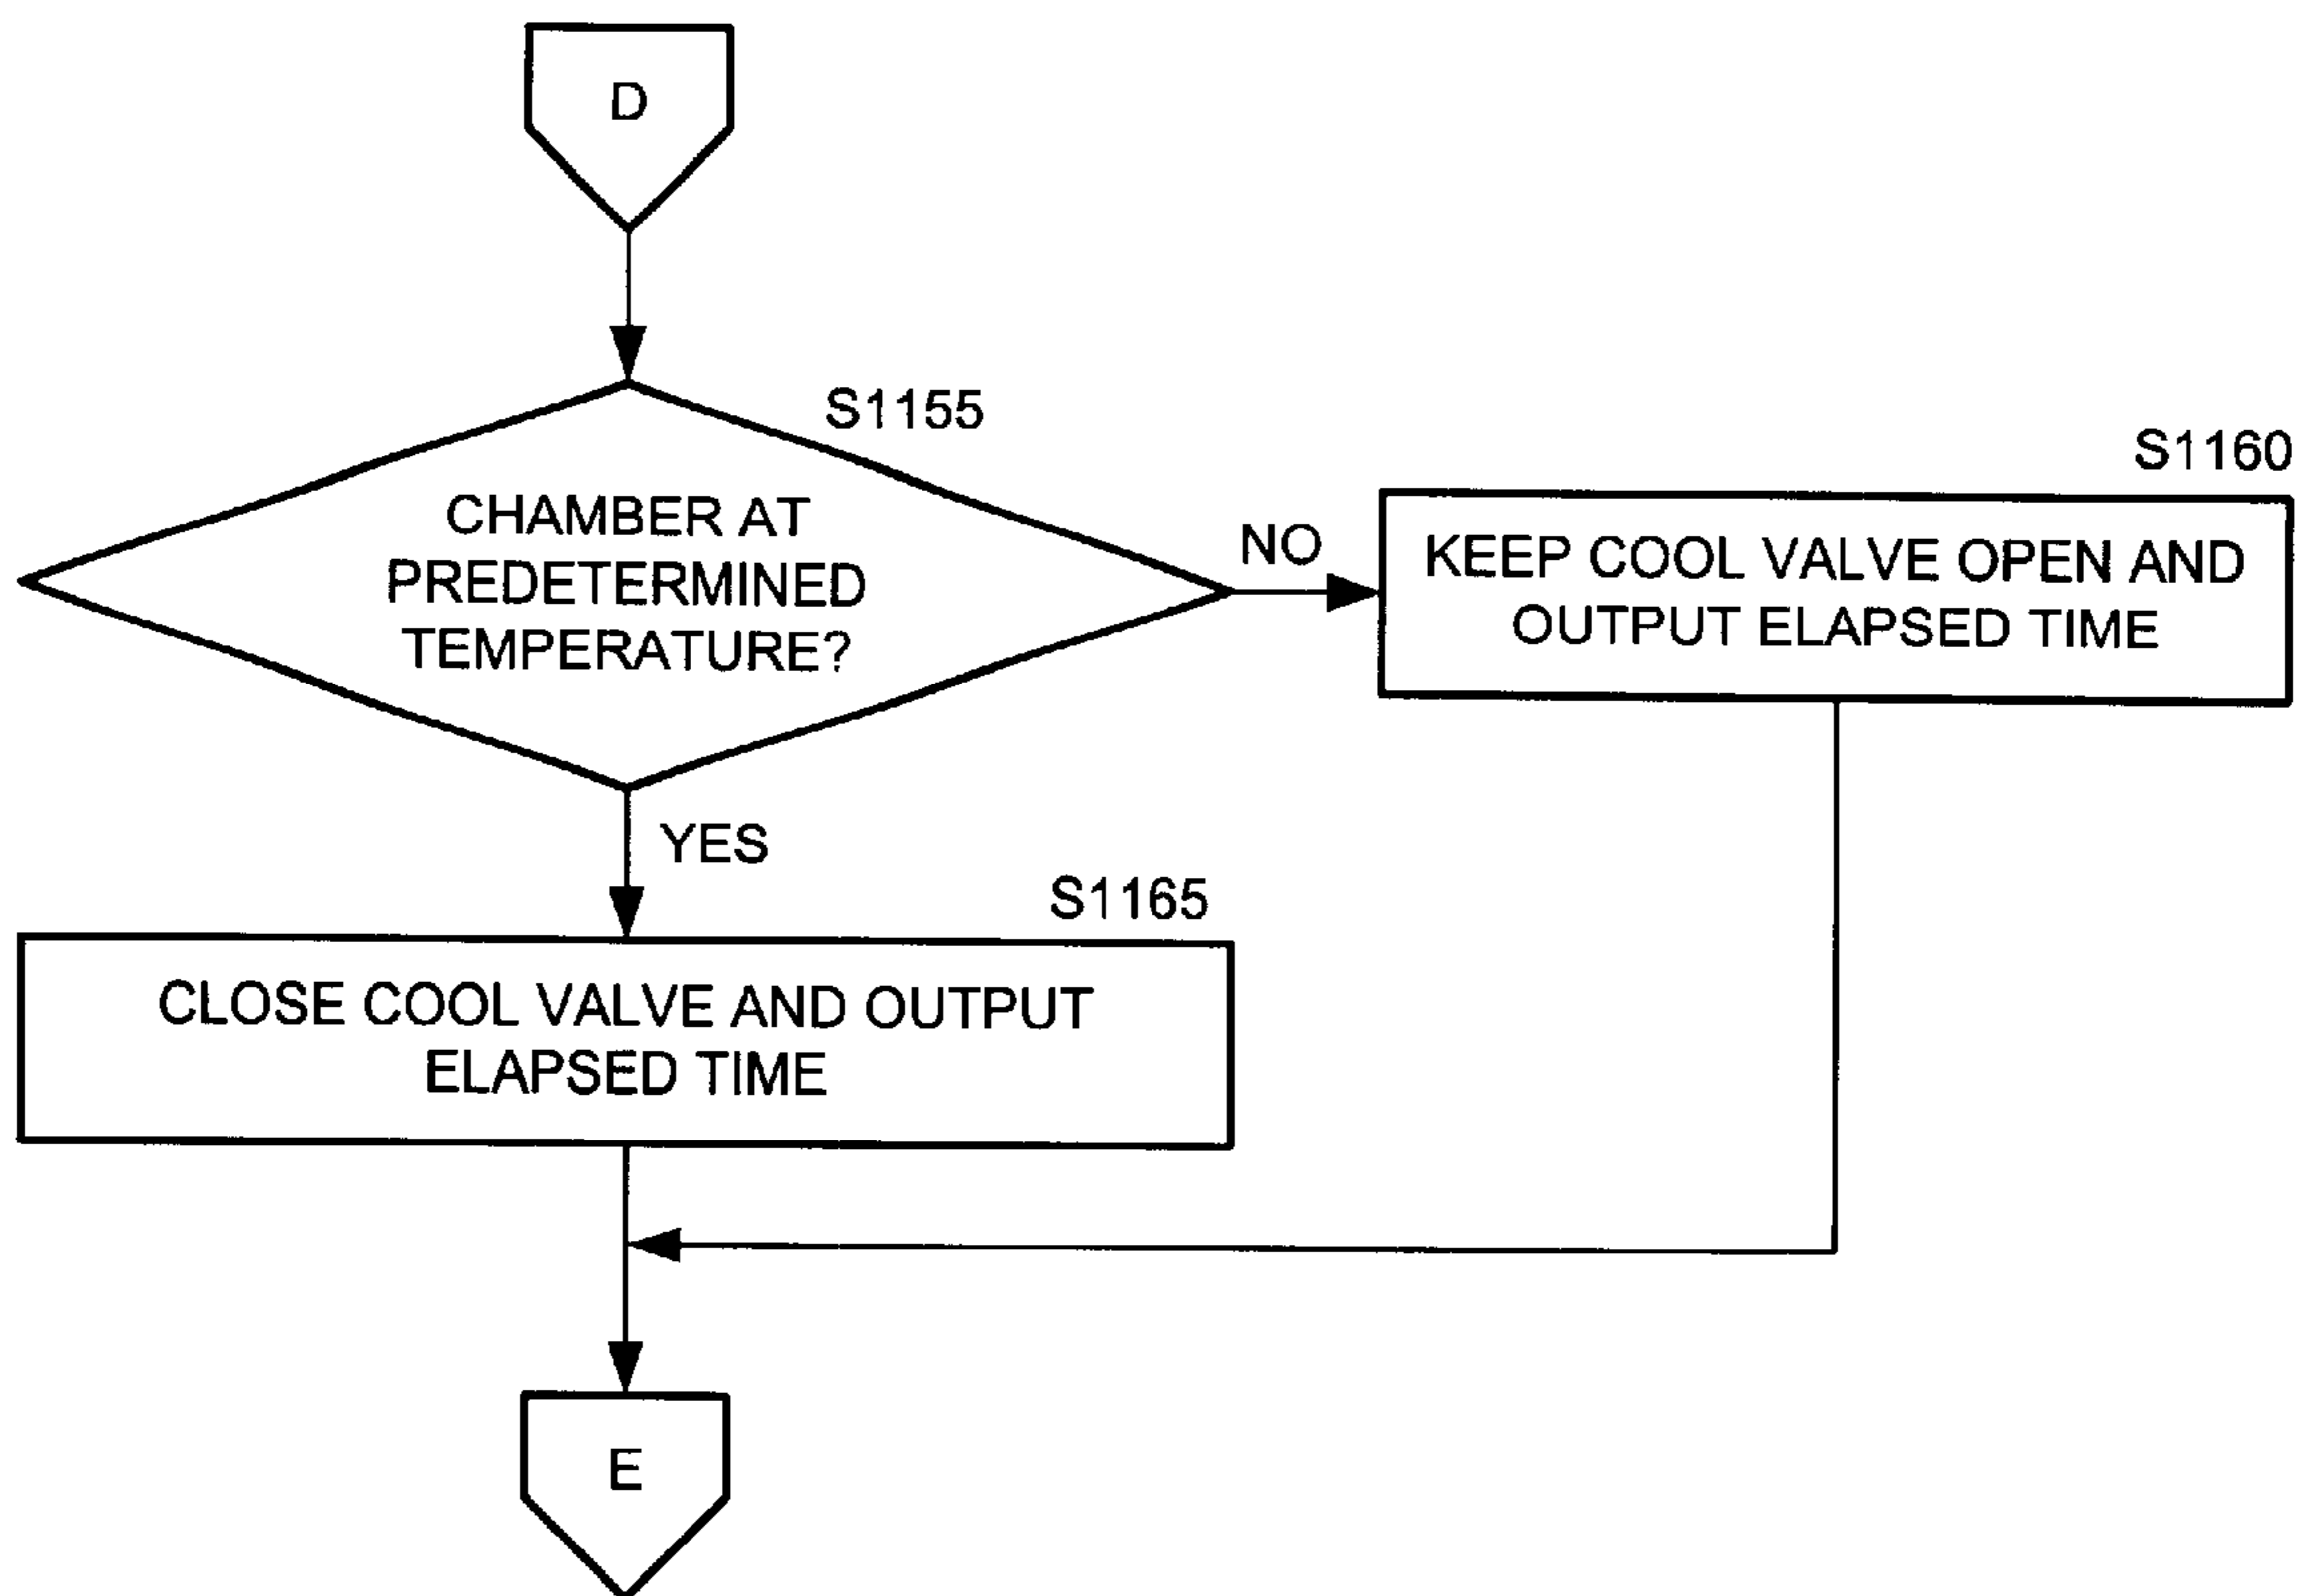 D
S1155
CHAMBER AT
PREDETERMINED
TEMPERATURE?
NO
S1160
KEEP COOL VALVE OPEN AND
OUTPUT ELAPSED TIME
YES
S1165
CLOSE COOL VALVE AND OUTPUT
ELAPSED TIME
E